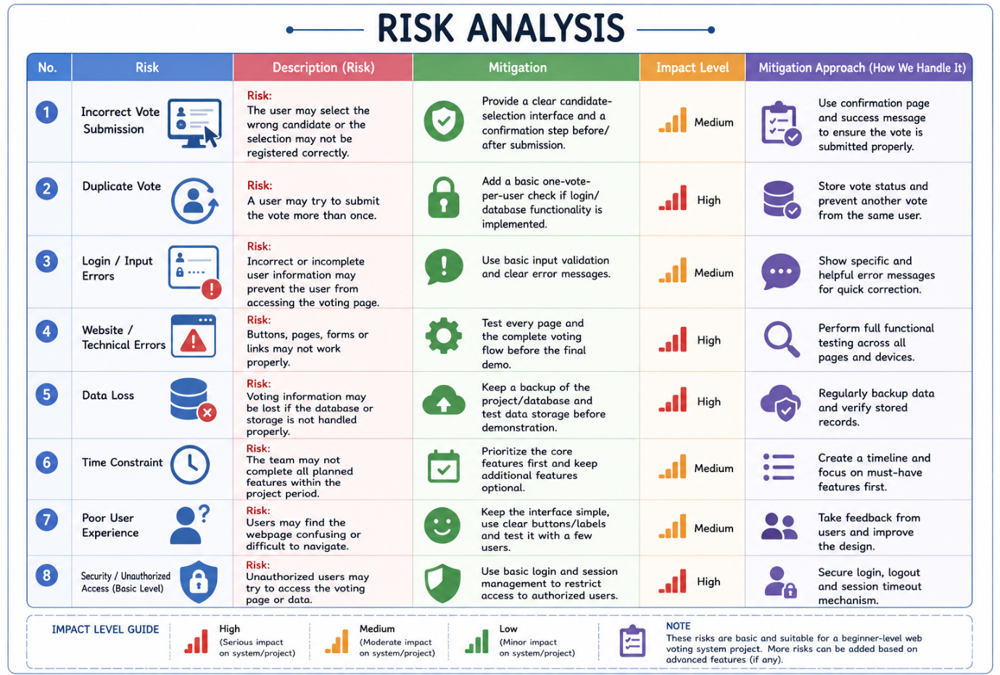 RISK ANALYSIS
No.
Risk
Description (Risk)
Mitigation
Impact Level
Mitigation Approach (How We Handle It)
1
Incorrect Vote
Submission
Risk:
The user may select the
wrong candidate or the
selection may not be
registered correctly.
Provide a clear candidate-
selection interface and a
confirmation step before/
after submission.
Medium
Use confirmation page
and success message
to ensure the vote is
submitted properly.
2
Duplicate Vote
Risk:
A user may try to submit
the vote more than once.
Add a basic one-vote-
per-user check if login/
database functionality is
implemented.
High
Store vote status and
prevent another vote
from the same user.
3
Login / Input
Errors
Risk:
Incorrect or incomplete
user information may
prevent the user from
accessing the voting page.
Use basic input validation
and clear error messages.
Medium
Show specific and
helpful error messages
for quick correction.
4
Website /
Technical Errors
Risk:
Buttons, pages, forms or
links may not work
properly.
Test every page and
the complete voting
flow before the final
demo.
High
Perform full functional
testing across all
pages and devices.
5
Data Loss
Risk:
Voting information may
be lost if the database or
storage is not handled
properly.
Keep a backup of the
project/database and
test data storage before
demonstration.
High
Regularly backup data
and verify stored
records.
6
Time Constraint
Risk:
The team may not
complete all planned
features within the
project period.
Prioritize the core
features first and keep
additional features
optional.
Medium
Create a timeline and
focus on must-have
features first.
7
Poor User
Experience
Risk:
Users may find the
webpage confusing or
difficult to navigate.
Keep the interface simple,
use clear buttons/labels
and test it with a few
users.
Medium
Take feedback from
users and improve
the design.
8
Security / Unauthorized
Access (Basic Level)
Risk:
Unauthorized users may
try to access the voting
page or data.
Use basic login and session
management to restrict
access to authorized users.
High
Secure login, logout
and session timeout
mechanism.
IMPACT LEVEL GUIDE
High
(Serious impact
on system/project)
Medium
(Moderate impact
on system/project)
Low
(Minor impact
on system/project)
NOTE
These risks are basic and suitable for a beginner-level web
voting system project. More risks can be added based on
advanced features (if any).